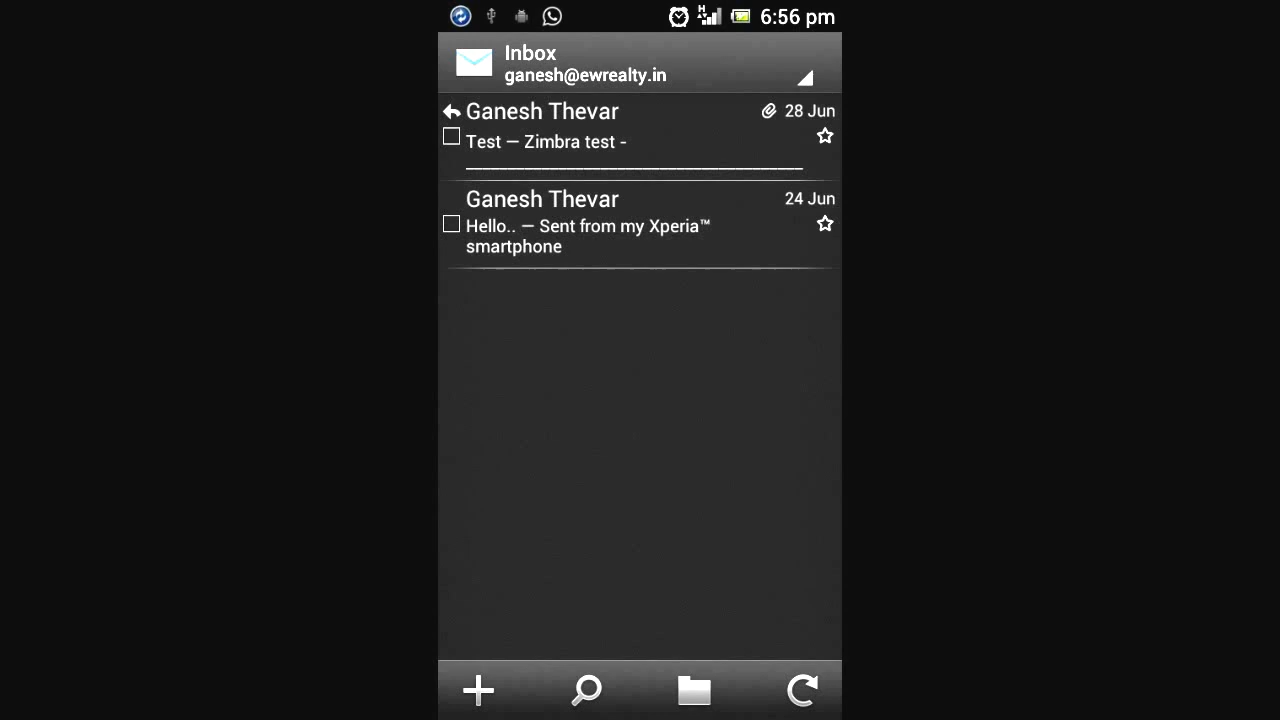 H 6:56 pm
Inbox
ganesh@ewrealty.in
Ganesh Thevar 28 Jun
Test — Zimbra test -
________________________________________
Ganesh Thevar 24 Jun
Hello.. — Sent from my Xperia™
smartphone